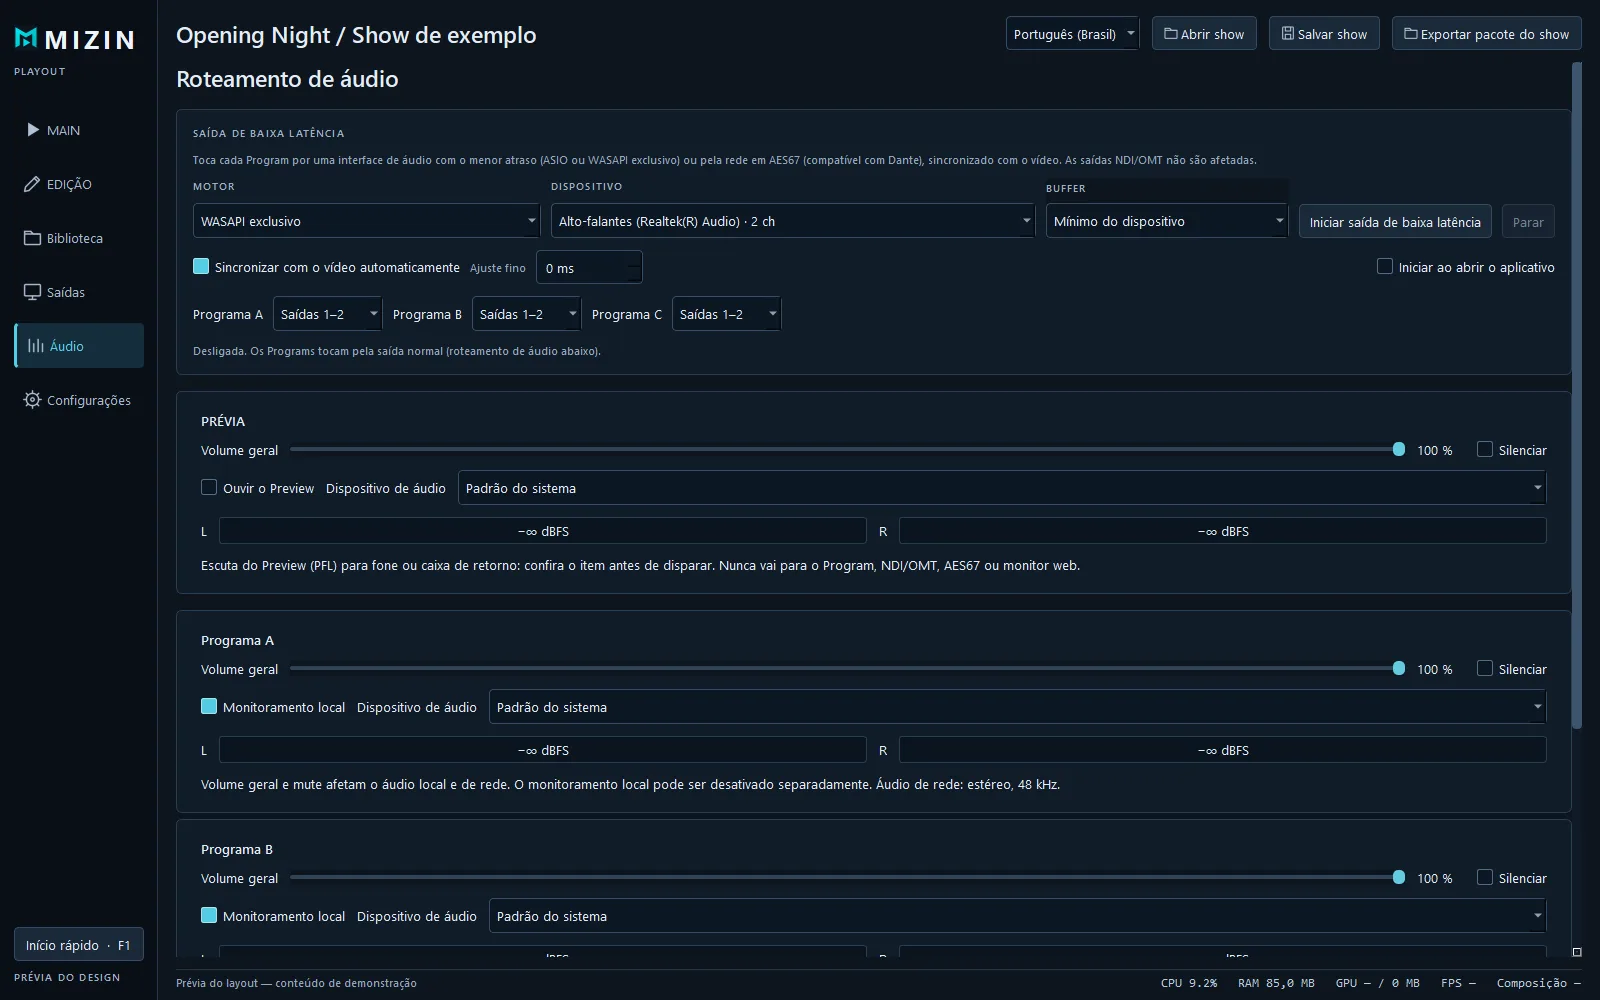 MIZIN
PLAYOUT
MAIN
EDIÇÃO
Biblioteca
Saídas
Áudio
Configurações
Início rápido · F1
PRÉVIA DO DESIGN
Opening Night / Show de exemplo
Português (Brasil)
Abrir show
Salvar show
Exportar pacote do show
Roteamento de áudio
SAÍDA DE BAIXA LATÊNCIA
Toca cada Program por uma interface de áudio com o menor atraso (ASIO ou WASAPI exclusivo) ou pela rede em AES67 (compatível com Dante), sincronizado com o vídeo. As saídas NDI/OMT não são afetadas.
MOTOR DISPOSITIVO BUFFER
WASAPI exclusivo Alto-falantes (Realtek(R) Audio) · 2 ch Mínimo do dispositivo Iniciar saída de baixa latência Parar
Sincronizar com o vídeo automaticamente Ajuste fino 0 ms Iniciar ao abrir o aplicativo
Programa A Saídas 1–2 Programa B Saídas 1–2 Programa C Saídas 1–2
Desligada. Os Programs tocam pela saída normal (roteamento de áudio abaixo).
PRÉVIA
Volume geral 100 % Silenciar
Ouvir o Preview Dispositivo de áudio Padrão do sistema
L −∞ dBFS R −∞ dBFS
Escuta do Preview (PFL) para fone ou caixa de retorno: confira o item antes de disparar. Nunca vai para o Program, NDI/OMT, AES67 ou monitor web.
Programa A
Volume geral 100 % Silenciar
Monitoramento local Dispositivo de áudio Padrão do sistema
L −∞ dBFS R −∞ dBFS
Volume geral e mute afetam o áudio local e de rede. O monitoramento local pode ser desativado separadamente. Áudio de rede: estéreo, 48 kHz.
Programa B
Volume geral 100 % Silenciar
Monitoramento local Dispositivo de áudio Padrão do sistema
Prévia do layout — conteúdo de demonstração
CPU 9.2% RAM 85,0 MB GPU — / 0 MB FPS — Composição —